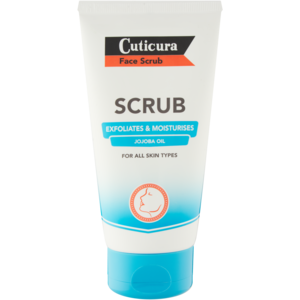 Cuticura
Face Scrub
SCRUB
EXFOLIATES & MOISTURISES
JOJOBA OIL
FOR ALL SKIN TYPES